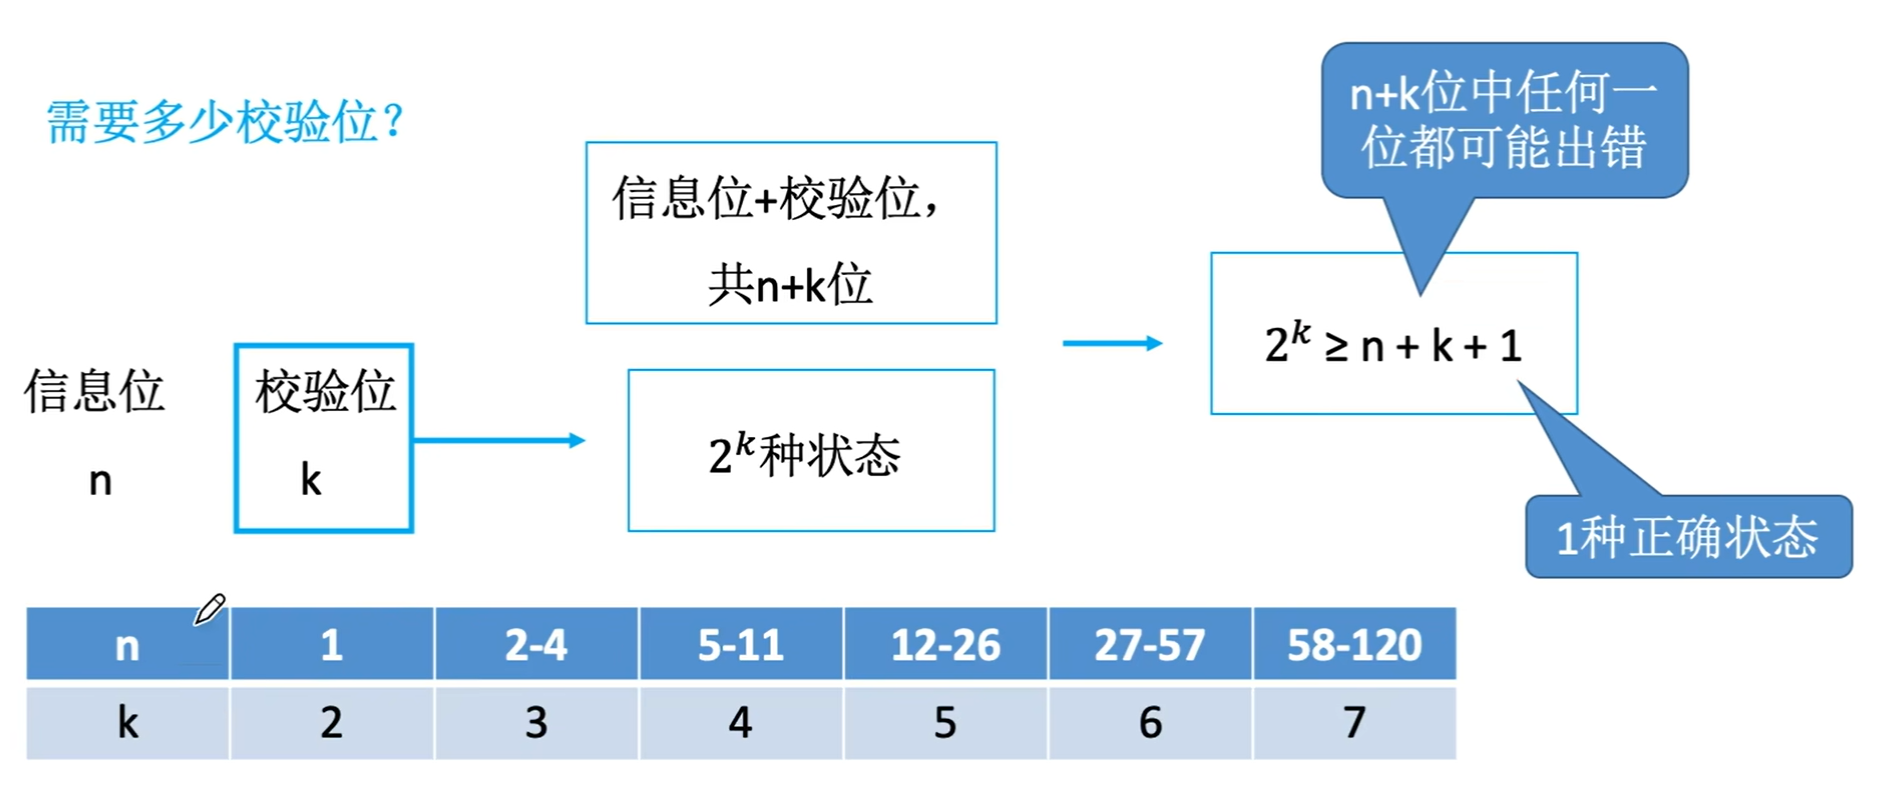 需要多少校验位？
n+k位中任何一
位都可能出错
信息位+校验位，
共n+k位
2^k ≥ n + k + 1
信息位
n
校验位
k
2^k种状态
1种正确状态
n 1 2-4 5-11 12-26 27-57 58-120
k 2 3 4 5 6 7